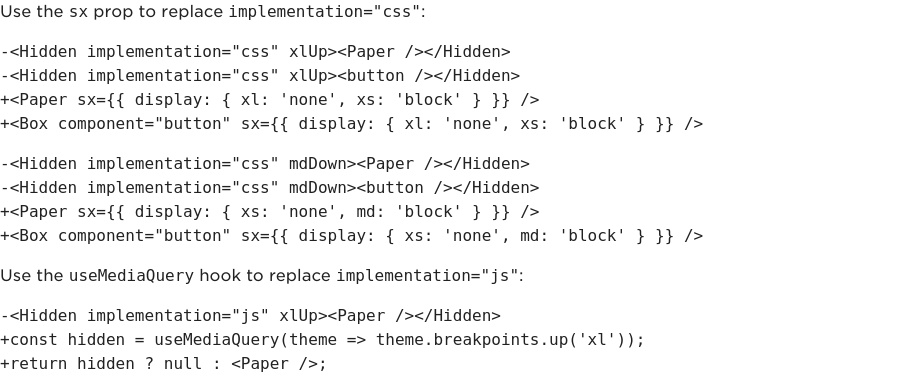 Use the sx prop to replace implementation="css":
-<Hidden implementation="css" xlUp><Paper /></Hidden>
-<Hidden implementation="css" xlUp><button /></Hidden>
+<Paper sx={{ display: { xl: 'none', xs: 'block' } }} />
+<Box component="button" sx={{ display: { xl: 'none', xs: 'block' } }} />
-<Hidden implementation="css" mdDown><Paper /></Hidden>
-<Hidden implementation="css" mdDown><button /></Hidden>
+<Paper sx={{ display: { xs: 'none', md: 'block' } }} />
+<Box component="button" sx={{ display: { xs: 'none', md: 'block' } }} />
Use the useMediaQuery hook to replace implementation="js":
-<Hidden implementation="js" xlUp><Paper /></Hidden>
+const hidden = useMediaQuery(theme => theme.breakpoints.up('xl'));
+return hidden ? null : <Paper />;